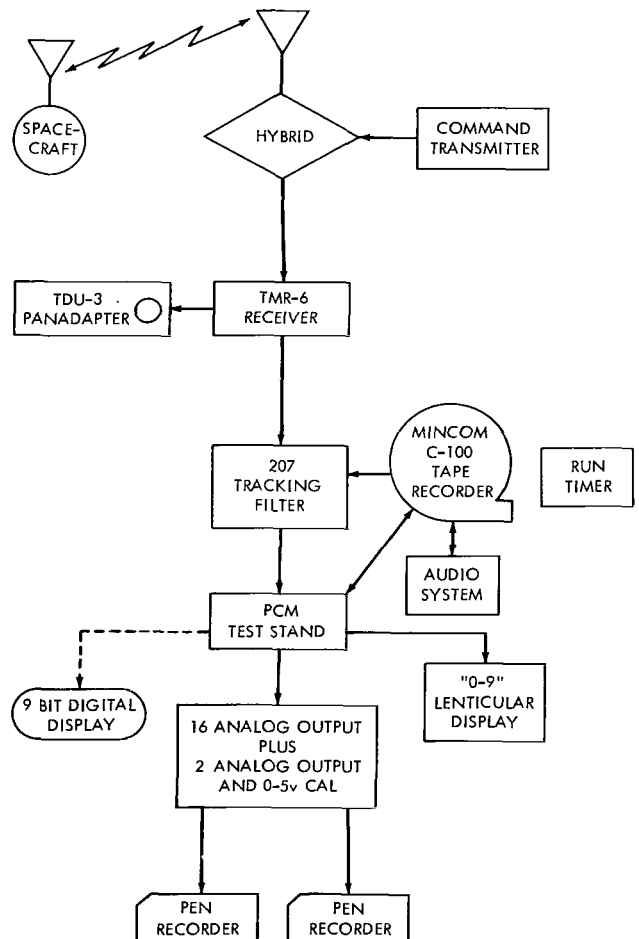 SPACE-
CRAFT
HYBRID
COMMAND
TRANSMITTER
TDU-3
PANADAPTER
TMR-6
RECEIVER
207
TRACKING
FILTER
MINCOM
C-100
TAPE
RECORDER
RUN
TIMER
AUDIO
SYSTEM
PCM
TEST STAND
9 BIT DIGITAL
DISPLAY
"0-9"
LENTICULAR
DISPLAY
16 ANALOG OUTPUT
PLUS
2 ANALOG OUTPUT
AND 0-5v CAL
PEN
RECORDER
PEN
RECORDER